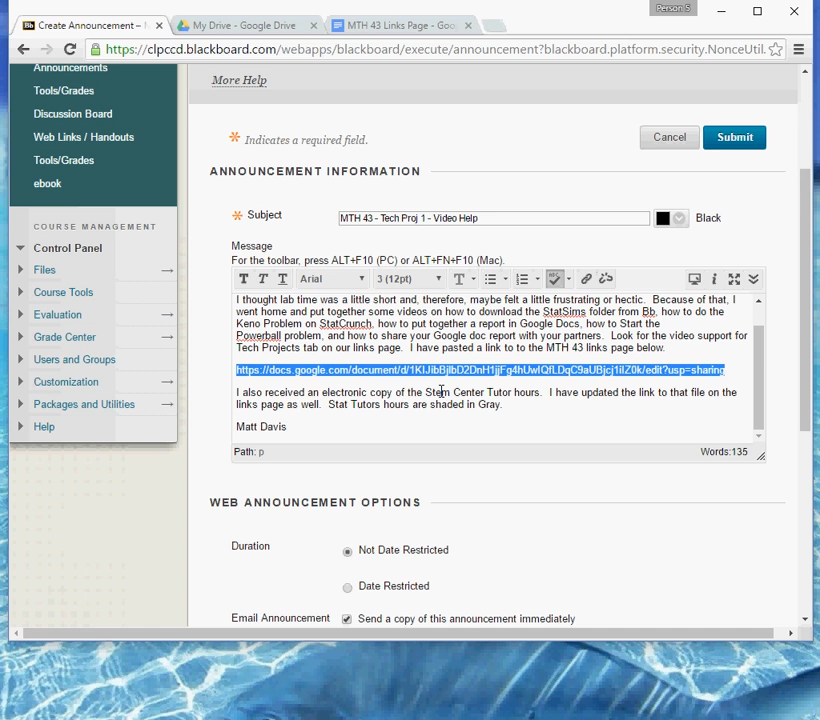 Person 5
Create Announcement –
My Drive - Google Drive
MTH 43 Links Page - Goo
https://clpccd.blackboard.com/webapps/blackboard/execute/announcement?blackboard.platform.security.NonceUtil.
Announcements
Tools/Grades
Discussion Board
Web Links / Handouts
Tools/Grades
ebook
COURSE MANAGEMENT
Control Panel
Files
Course Tools
Evaluation
Grade Center
Users and Groups
Customization
Packages and Utilities
Help
More Help
Indicates a required field.
Cancel
Submit
ANNOUNCEMENT INFORMATION
Subject
MTH 43 - Tech Proj 1 - Video Help
Black
Message
For the toolbar, press ALT+F10 (PC) or ALT+FN+F10 (Mac).
T T T Arial 3 (12pt) T
I thought lab time was a little short and, therefore, maybe felt a little frustrating or hectic. Because of that, I
went home and put together some videos on how to download the StatSims folder from Bb, how to do the
Keno Problem on StatCrunch, how to put together a report in Google Docs, how to Start the
Powerball problem, and how to share your Google doc report with your partners. Look for the video support for
Tech Projects tab on our links page. I have pasted a link to to the MTH 43 links page below.
https://docs.google.com/document/d/1KIJibBjlbD2DnH1jjFg4hUwIQfLDqC9aUBjcj1ilZ0k/edit?usp=sharing
I also received an electronic copy of the Stem Center Tutor hours. I have updated the link to that file on the
links page as well. Stat Tutors hours are shaded in Gray.
Matt Davis
Path: p
Words:135
WEB ANNOUNCEMENT OPTIONS
Duration
Not Date Restricted
Date Restricted
Email Announcement
Send a copy of this announcement immediately